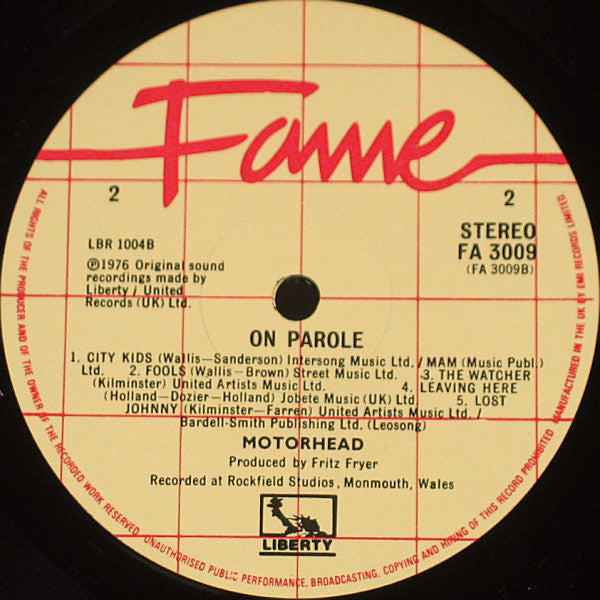 Fame
2
2
LBR 1004B
STEREO
FA 3009
(FA 3009B)
℗1976 Original sound
recordings made by
Liberty / United
Records (UK) Ltd.
ON PAROLE
1. CITY KIDS (Wallis—Sanderson) Intersong Music Ltd. / MAM (Music Publ.)
Ltd. 2. FOOLS (Wallis—Brown) Street Music Ltd. 3. THE WATCHER
(Kilminster) United Artists Music Ltd. 4. LEAVING HERE
(Holland—Dozier—Holland) Jobete Music (UK) Ltd. 5. LOST
JOHNNY (Kilminster—Farren) United Artists Music Ltd. /
Bardell-Smith Publishing Ltd. (Leosong)
MOTORHEAD
Produced by Fritz Fryer
Recorded at Rockfield Studios, Monmouth, Wales
LIBERTY
ALL RIGHTS OF THE PRODUCER AND OF THE OWNER OF THE RECORDED WORK RESERVED. UNAUTHORISED PUBLIC PERFORMANCE, BROADCASTING, COPYING AND HIRING OF THIS RECORD PROHIBITED. MANUFACTURED IN THE UK BY EMI RECORDS LIMITED.